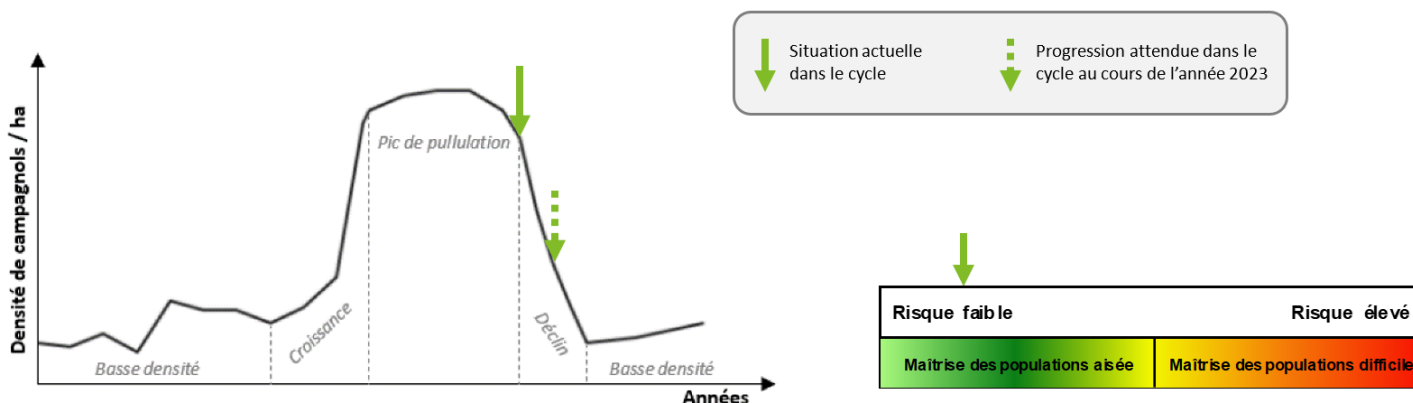 Situation actuelle
dans le cycle
Progression attendue dans le
cycle au cours de l'année 2023
Densité de campagnols / ha
Pic de pullulation
Croissance
Déclin
Basse densité
Basse densité
Années
Risque faible
Risque élevé
Maîtrise des populations aisée
Maîtrise des populations difficile